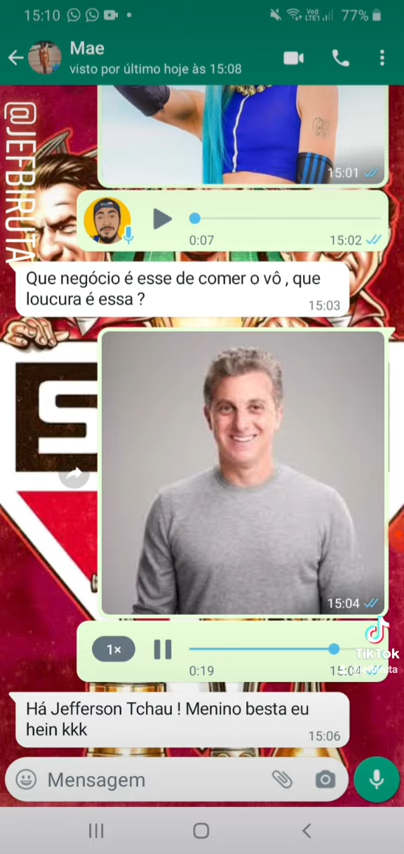 15:10
Vo))
LTE1
77%
Mae
visto por último hoje às 15:08
@JEFBIRUTA
15:01
0:07
15:02
Que negócio é esse de comer o vô , que
loucura é essa ?
15:03
S
15:04
1×
0:19
15:04
TikTok
Há Jefferson Tchau ! Menino besta eu
hein kkk
15:06
Mensagem